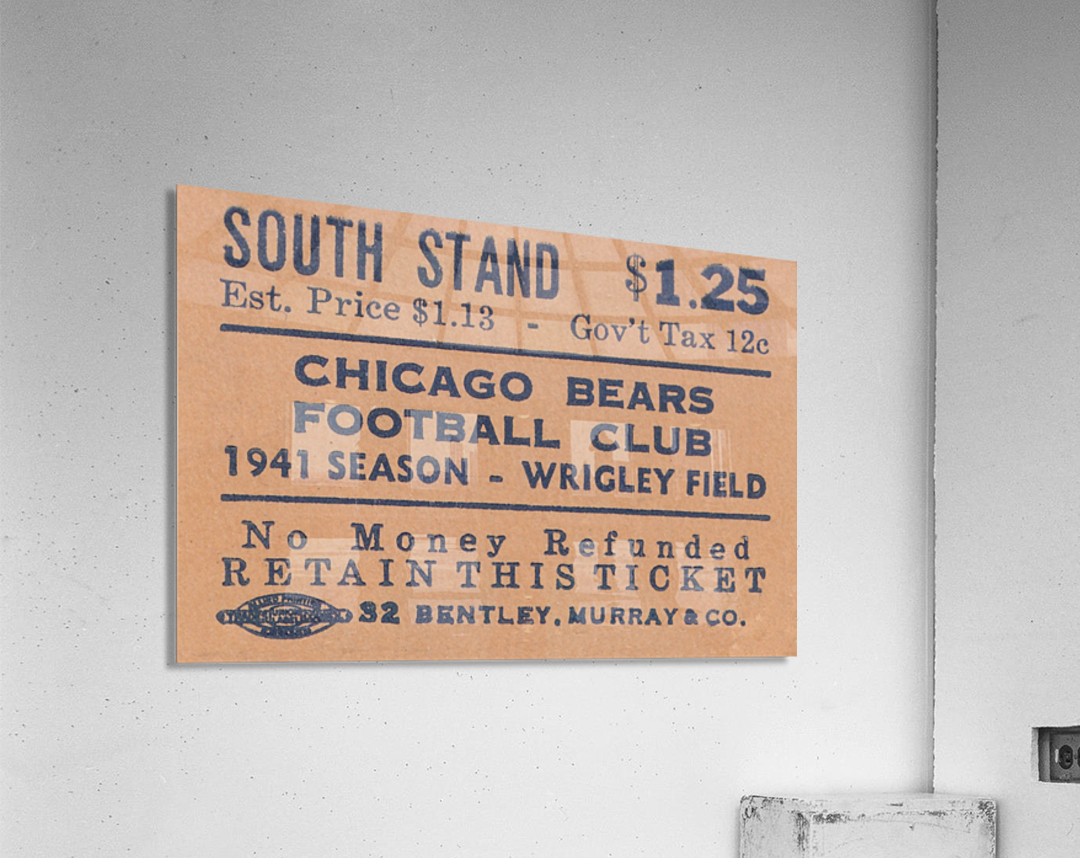 SOUTH STAND $1.25
Est. Price $1.13 - Gov't Tax 12c
CHICAGO BEARS
FOOTBALL CLUB
1941 SEASON - WRIGLEY FIELD
No Money Refunded
RETAIN THIS TICKET
32 BENTLEY, MURRAY & CO.